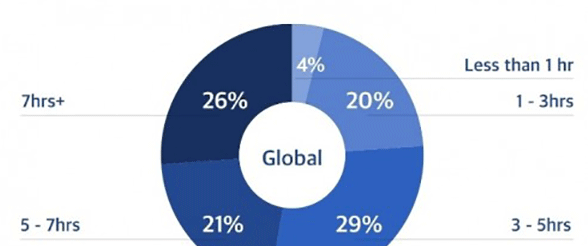 4%
Less than 1 hr
7hrs+
26%
20%
1 - 3hrs
Global
5 - 7hrs
21%
29%
3 - 5hrs